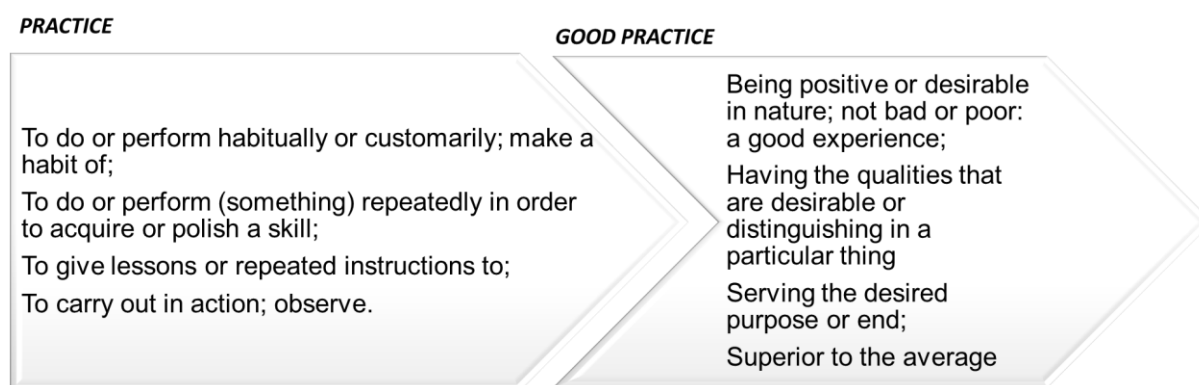 PRACTICE
To do or perform habitually or customarily; make a
habit of;
To do or perform (something) repeatedly in order
to acquire or polish a skill;
To give lessons or repeated instructions to;
To carry out in action; observe.
GOOD PRACTICE
Being positive or desirable
in nature; not bad or poor:
a good experience;
Having the qualities that
are desirable or
distinguishing in a
particular thing
Serving the desired
purpose or end;
Superior to the average